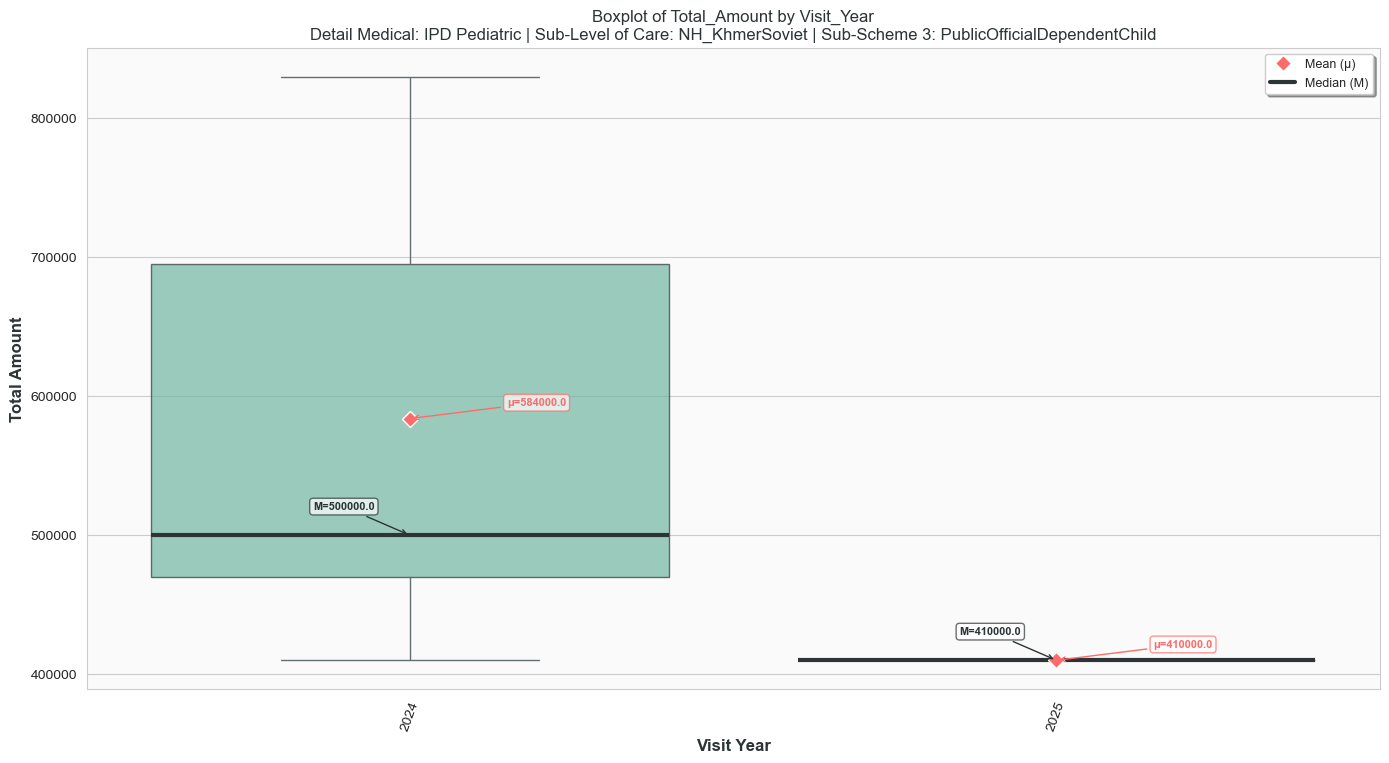 Boxplot of Total_Amount by Visit_Year
Detail Medical: IPD Pediatric | Sub-Level of Care: NH_KhmerSoviet | Sub-Scheme 3: PublicOfficialDependentChild
Mean (μ)
Median (M)
800000
700000
600000
500000
400000
Total Amount
μ=584000.0
M=500000.0
M=410000.0
μ=410000.0
2024
2025
Visit Year